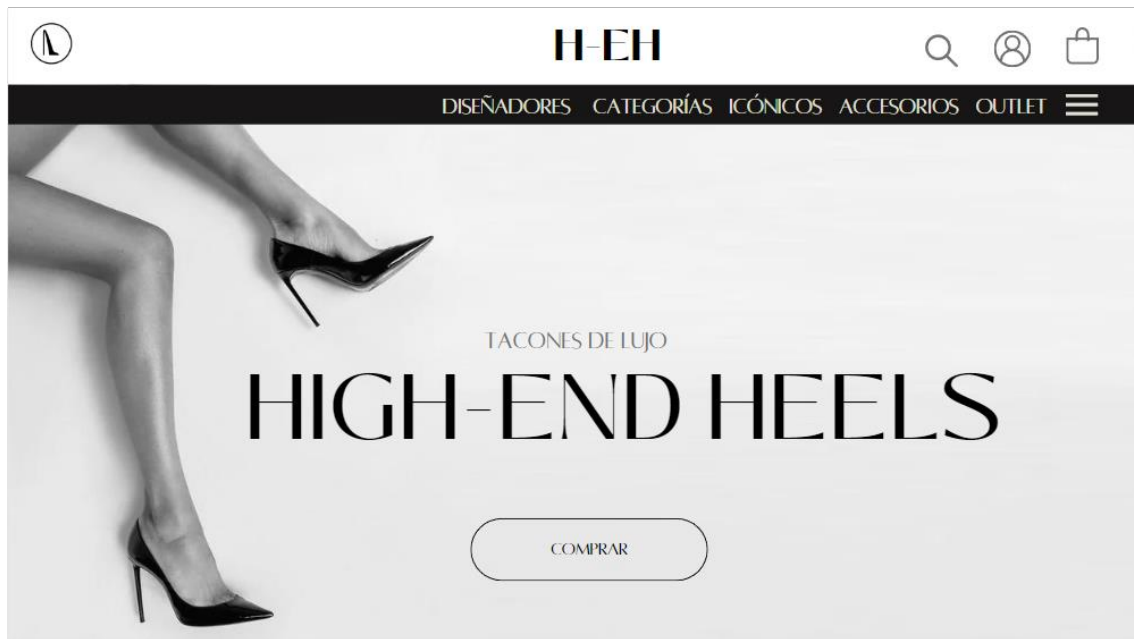 H-EH
DISEÑADORES CATEGORÍAS ICÓNICOS ACCESORIOS OUTLET
TACONES DE LUJO
HIGH-END HEELS
COMPRAR